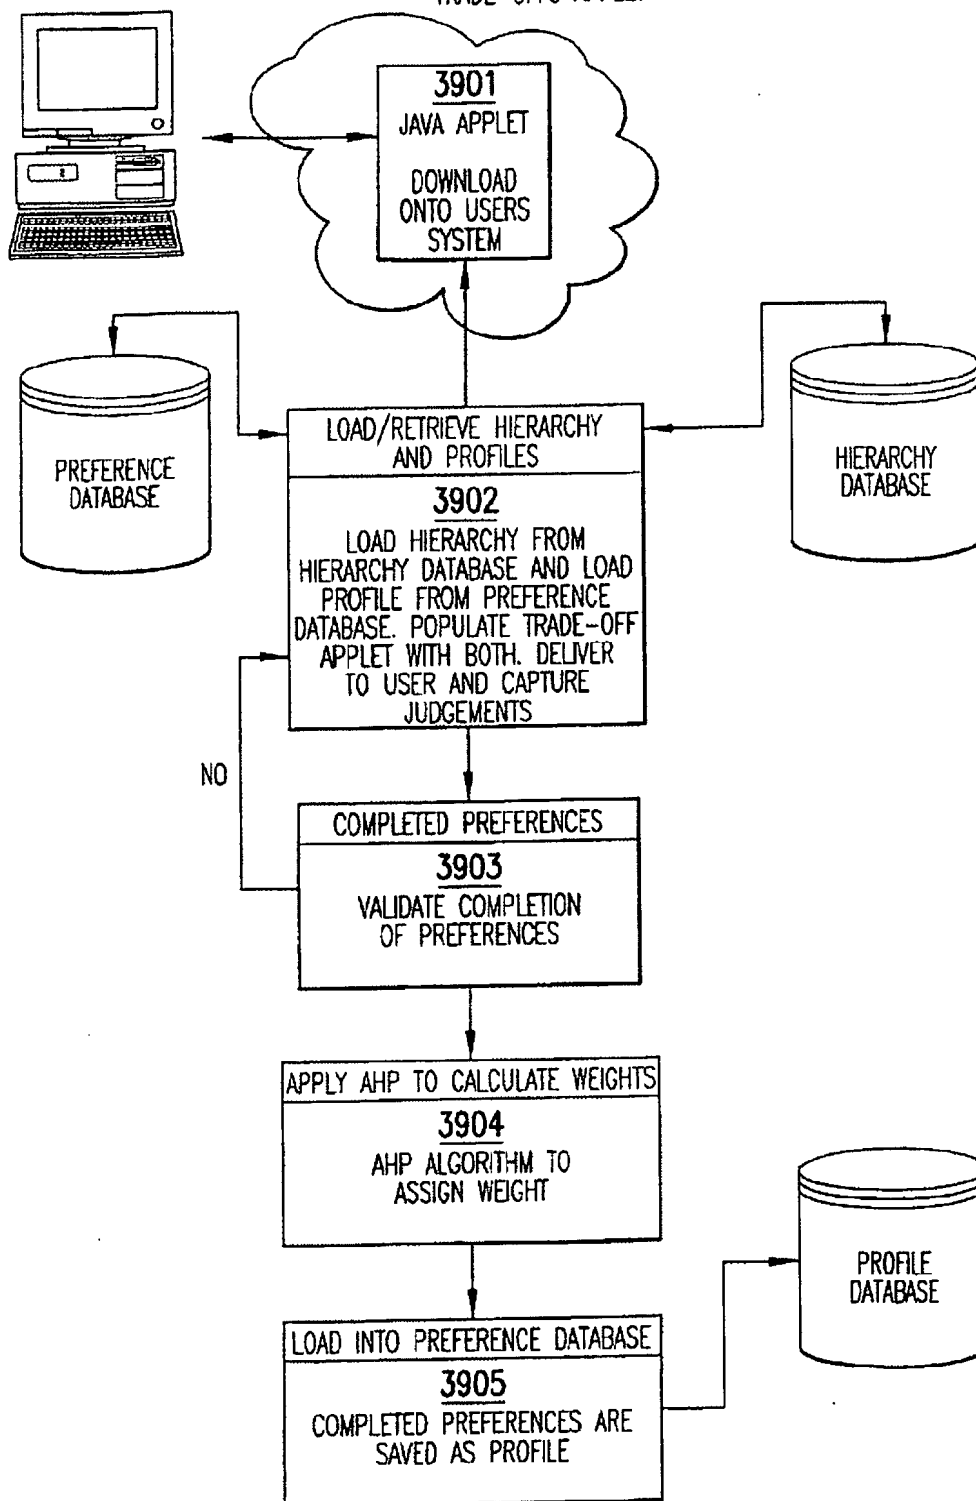 3901
JAVA APPLET
DOWNLOAD
ONTO USERS
SYSTEM
PREFERENCE
DATABASE
LOAD/RETRIEVE HIERARCHY
AND PROFILES
HIERARCHY
DATABASE
3902
LOAD HIERARCHY FROM
HIERARCHY DATABASE AND LOAD
PROFILE FROM PREFERENCE
DATABASE. POPULATE TRADE-OFF
APPLET WITH BOTH. DELIVER
TO USER AND CAPTURE
JUDGEMENTS
NO
COMPLETED PREFERENCES
3903
VALIDATE COMPLETION
OF PREFERENCES
APPLY AHP TO CALCULATE WEIGHTS
3904
AHP ALGORITHM TO
ASSIGN WEIGHT
PROFILE
DATABASE
LOAD INTO PREFERENCE DATABASE
3905
COMPLETED PREFERENCES ARE
SAVED AS PROFILE